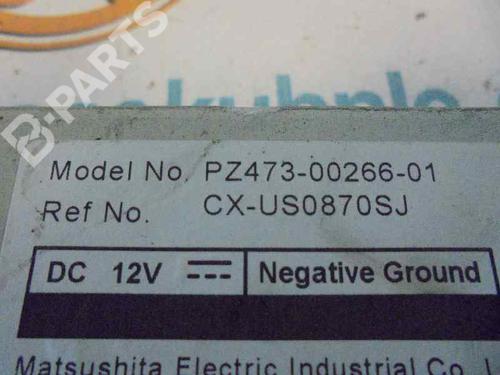 B-PARTS
Model No. PZ473-00266-01
Ref No. CX-US0870SJ
DC 12V Negative Ground
Matsushita Electric Industrial Co.